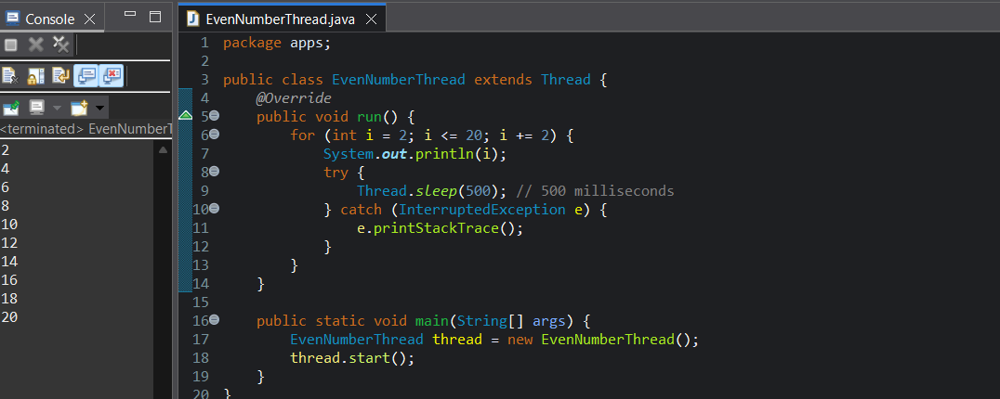 Console
<terminated> EvenNumberT
2
4
6
8
10
12
14
16
18
20
EvenNumberThread.java
1 package apps;
2
3 public class EvenNumberThread extends Thread {
4     @Override
5     public void run() {
6         for (int i = 2; i <= 20; i += 2) {
7             System.out.println(i);
8             try {
9                 Thread.sleep(500); // 500 milliseconds
10             } catch (InterruptedException e) {
11                 e.printStackTrace();
12             }
13         }
14     }
15
16     public static void main(String[] args) {
17         EvenNumberThread thread = new EvenNumberThread();
18         thread.start();
19     }
20 }